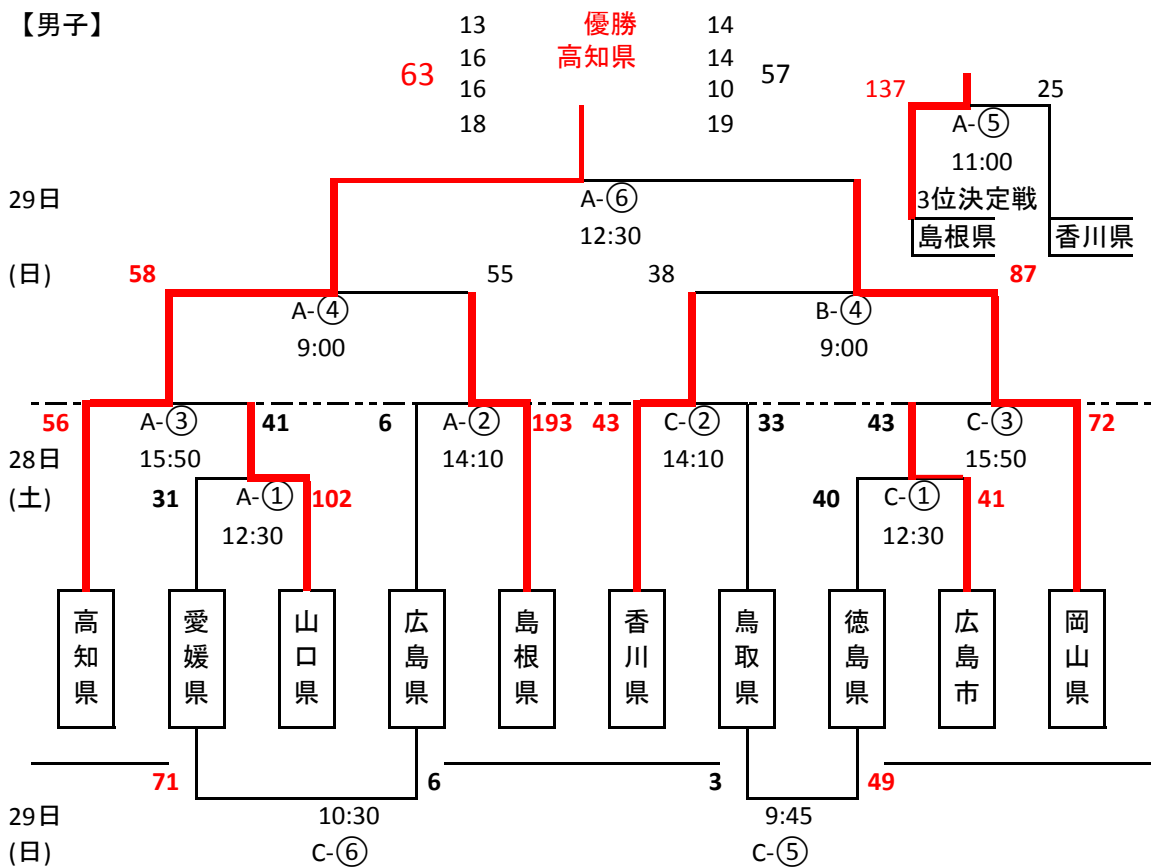 【男子】
13 優勝 14
16 高知県 14
63 57
16 10
18 19
137 25
A-⑤
11:00
3位決定戦
島根県 香川県
29日
A-⑥
12:30
(日) 58 55 38 87
A-④ B-④
9:00 9:00
56 A-③ 41 6 A-② 193 43 C-② 33 43 C-③ 72
28日 15:50 14:10 14:10 15:50
(土) 31 A-① 102 40 C-① 41
12:30 12:30
高知県
愛媛県
山口県
広島県
島根県
香川県
鳥取県
徳島県
広島市
岡山県
71 6 3 49
29日 10:30 9:45
(日) C-⑥ C-⑤